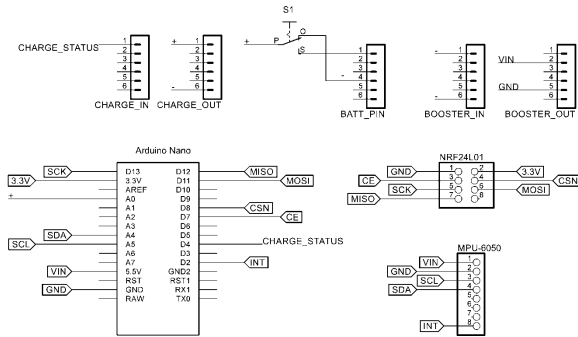 S1
CHARGE_STATUS
1
2
3
4
5
6
CHARGE_IN
+
-
1
2
3
4
5
6
CHARGE_OUT
+
P
O
S
-
1
2
3
4
5
6
BATT_PIN
-
-
1
2
3
4
5
6
BOOSTER_IN
VIN
GND
1
2
3
4
5
6
BOOSTER_OUT
Arduino Nano
SCK D13 D12 MISO
3.3V 3.3V D11 MOSI
AREF D10
+ A0 D9
A1 D8 CSN
A2 D7 CE
A3 D6
SDA A4 D5
SCL A5 D4 CHARGE_STATUS
A6 D3
A7 D2 INT
VIN 5.5V GND2
RST RST1
GND GND RX1
RAW TX0
NRF24L01
GND 1 2 3.3V
CE 3 4 CSN
SCK 5 6 MOSI
MISO 7 8
MPU-6050
VIN 1
GND 2
SCL 3
SDA 4
5
6
7
INT 8